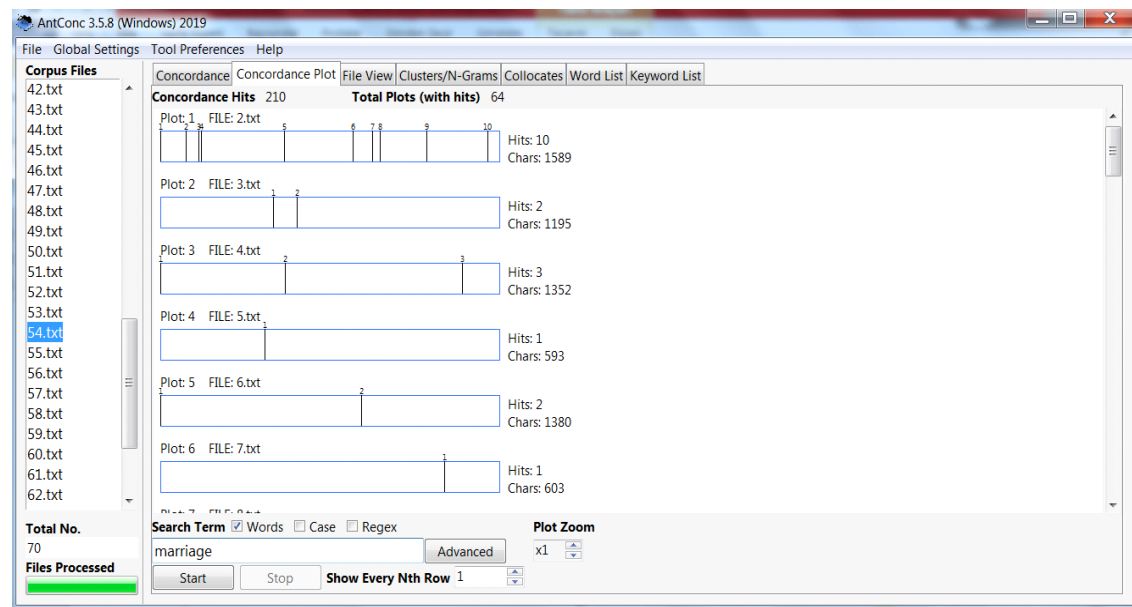 AntConc 3.5.8 (Windows) 2019
File Global Settings Tool Preferences Help
Corpus Files
42.txt
43.txt
44.txt
45.txt
46.txt
47.txt
48.txt
49.txt
50.txt
51.txt
52.txt
53.txt
54.txt
55.txt
56.txt
57.txt
58.txt
59.txt
60.txt
61.txt
62.txt
Total No.
70
Files Processed
Concordance Concordance Plot File View Clusters/N-Grams Collocates Word List Keyword List
Concordance Hits 210 Total Plots (with hits) 64
Plot: 1 FILE: 2.txt
1 2 3 4 5 6 7 8 9 10
Hits: 10
Chars: 1589
Plot: 2 FILE: 3.txt
1 2
Hits: 2
Chars: 1195
Plot: 3 FILE: 4.txt
1 2 3
Hits: 3
Chars: 1352
Plot: 4 FILE: 5.txt
1
Hits: 1
Chars: 593
Plot: 5 FILE: 6.txt
1 2
Hits: 2
Chars: 1380
Plot: 6 FILE: 7.txt
1
Hits: 1
Chars: 603
Search Term Words Case Regex Plot Zoom
marriage Advanced x1
Start Stop Show Every Nth Row 1